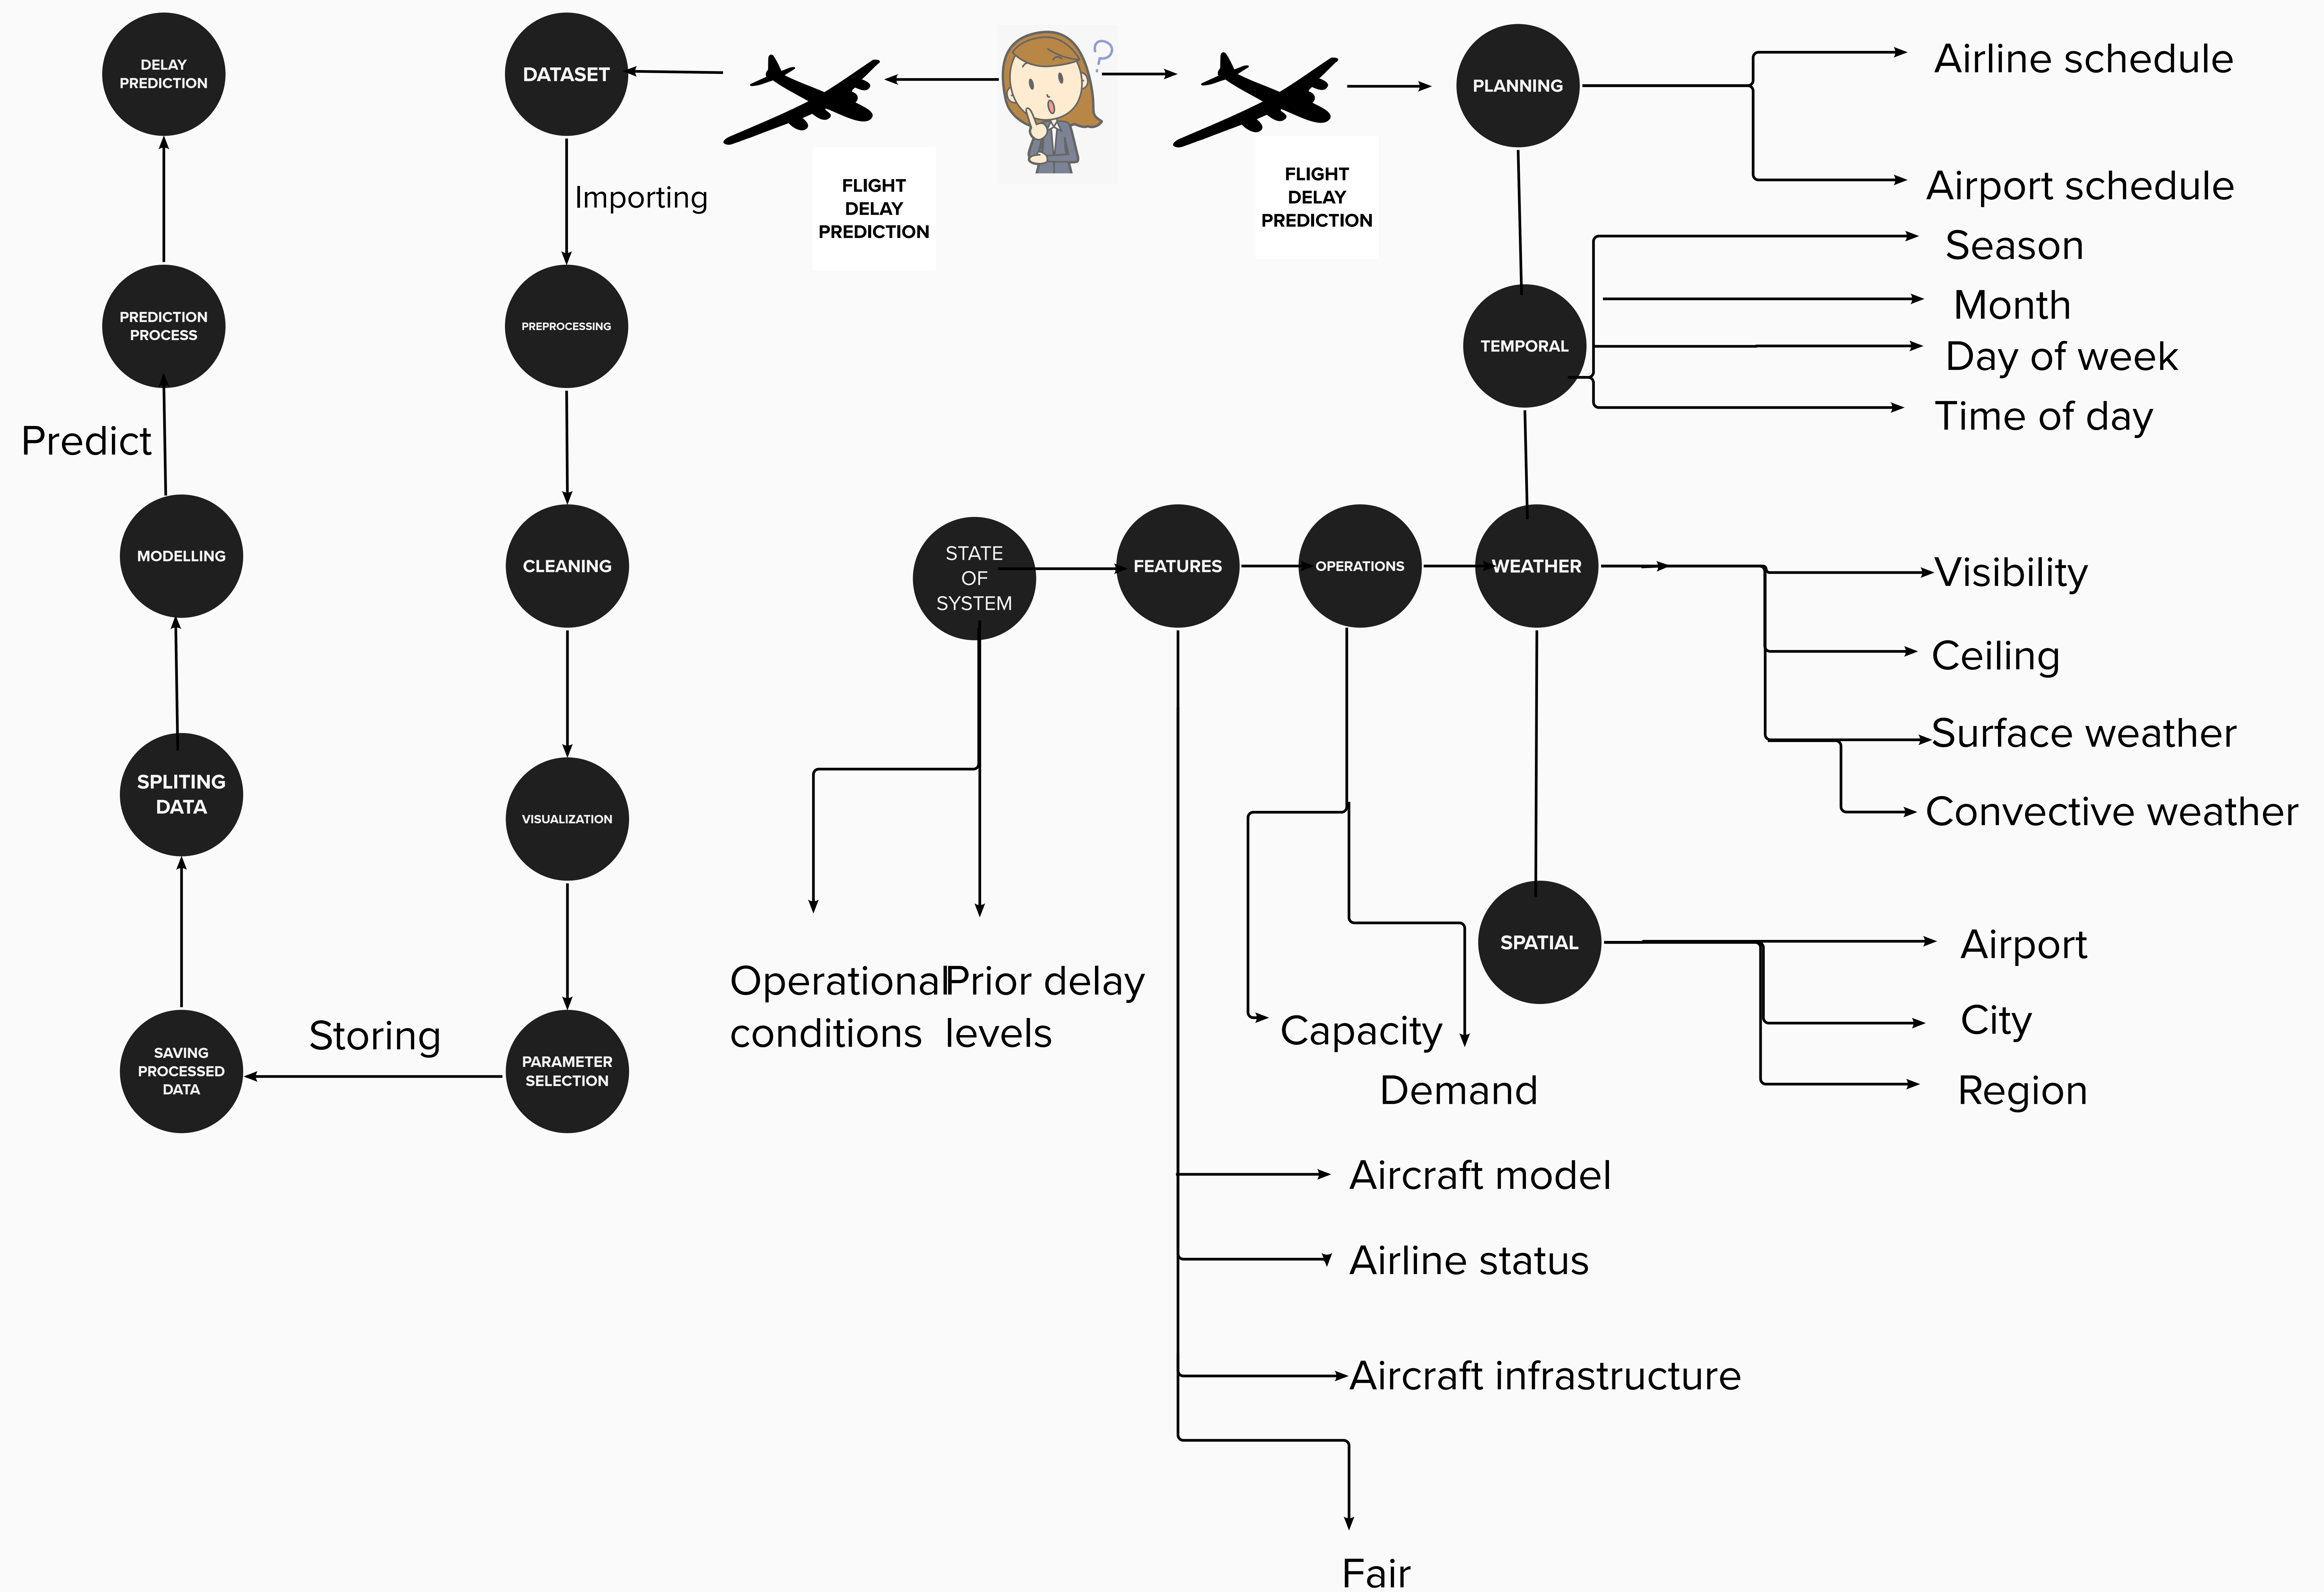 DELAY
PREDICTION
DATASET
?
PLANNING
Airline schedule
FLIGHT
DELAY
PREDICTION
FLIGHT
DELAY
PREDICTION
Importing
Airport schedule
Season
Month
Day of week
Time of day
PREDICTION
PROCESS
PREPROCESSING
TEMPORAL
Predict
MODELLING
CLEANING
STATE
OF
SYSTEM
FEATURES
OPERATIONS
WEATHER
Visibility
Ceiling
Surface weather
Convective weather
SPLITING
DATA
VISUALIZATION
SPATIAL
Airport
City
Region
Operational
conditions
Prior delay
levels
Capacity
Demand
Storing
SAVING
PROCESSED
DATA
PARAMETER
SELECTION
Aircraft model
Airline status
Aircraft infrastructure
Fair